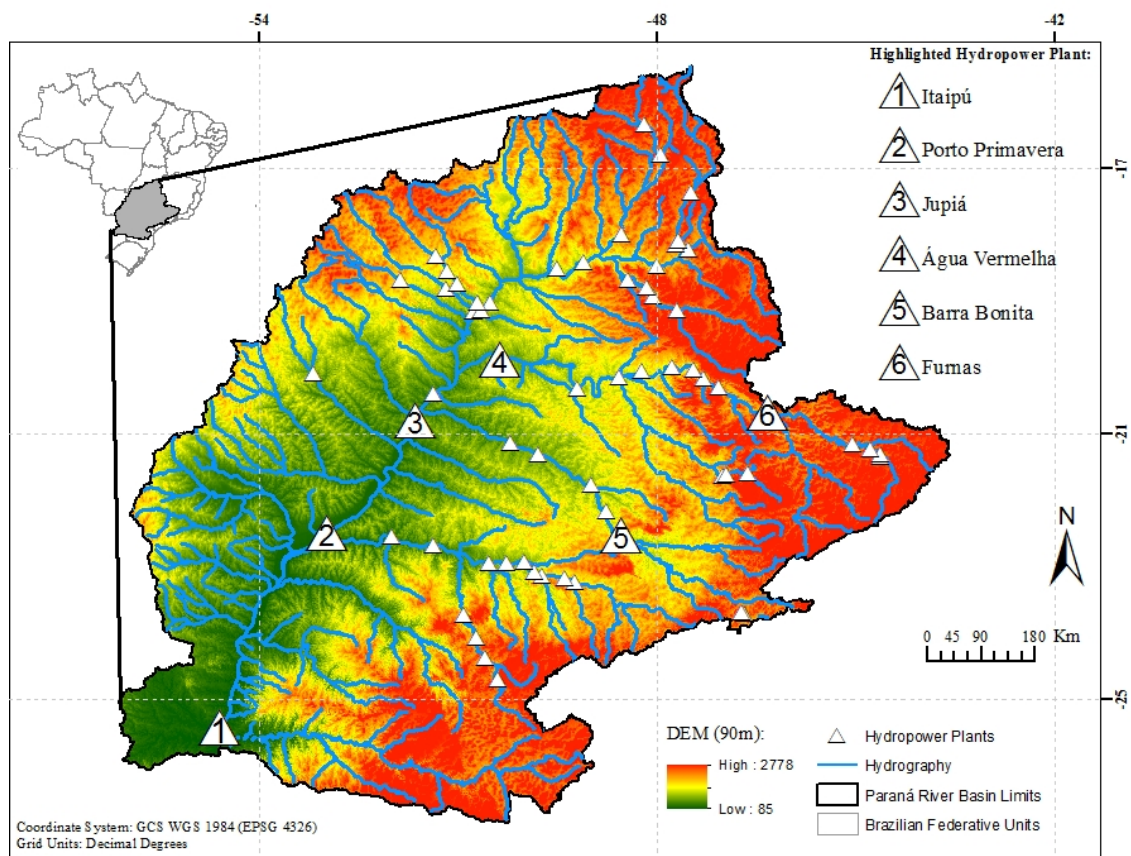 -54
-48
-42
Highlighted Hydropower Plant:
1 Itaipú
2 Porto Primavera
3 Jupiá
4 Água Vermelha
5 Barra Bonita
6 Furnas
-17
-21
-25
4
3
6
2
5
1
N
0 45 90 180 Km
DEM (90m):
High : 2778
Low : 85
Hydropower Plants
Hydrography
Paraná River Basin Limits
Brazilian Federative Units
Coordinate System: GCS WGS 1984 (EPSG 4326)
Grid Units: Decimal Degrees